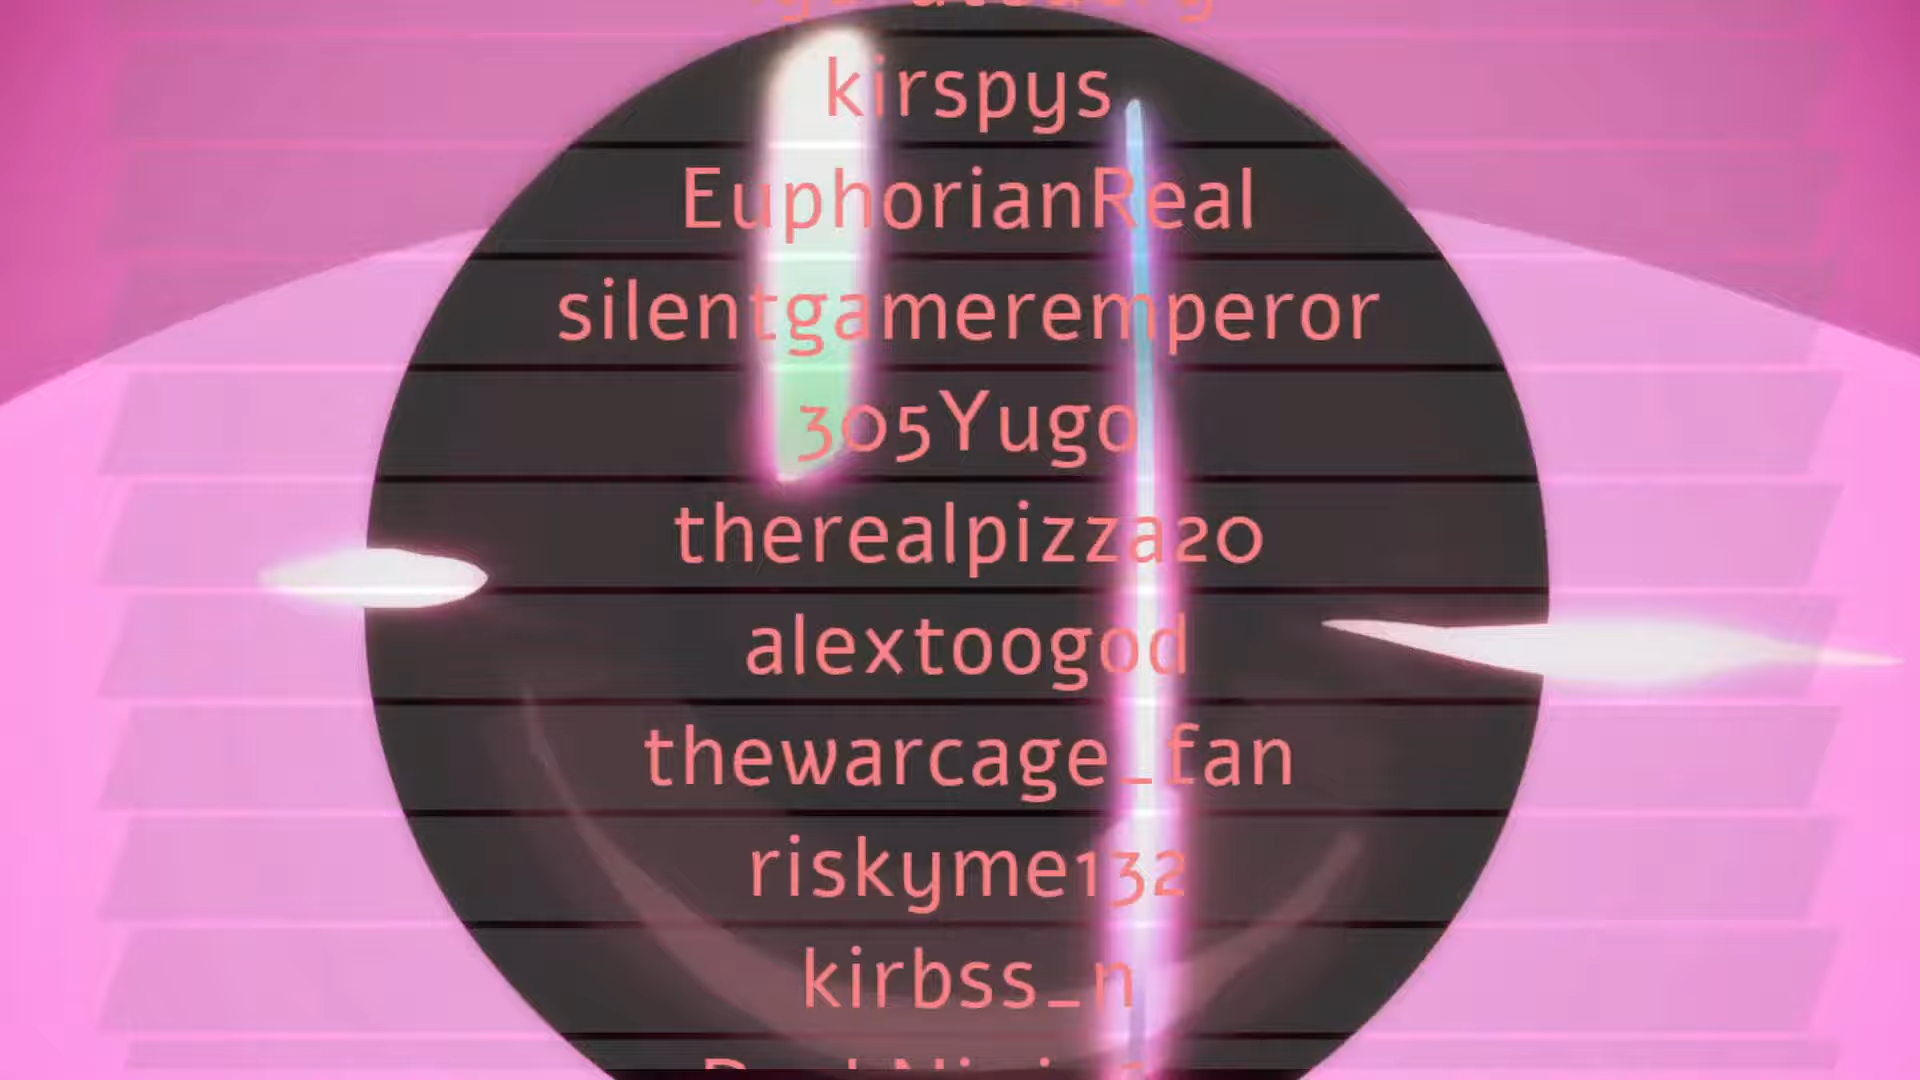 kirspys
EuphorianReal
silentgameremperor
305Yugo
therealpizza20
alextoogod
thewarcage_fan
riskyme132
kirbss_n